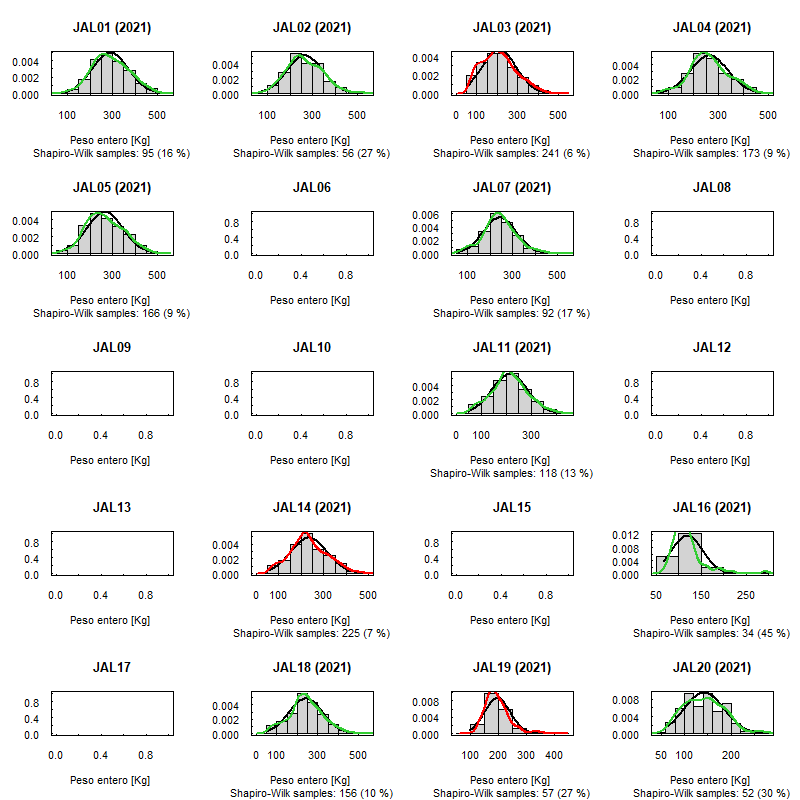 JAL01 (2021) JAL02 (2021) JAL03 (2021) JAL04 (2021)
0.004 0.004 0.004 0.004
0.002 0.002 0.002 0.002
0.000 0.000 0.000 0.000
100 300 500 100 300 500 0 100 300 500 100 300 500
Peso entero [Kg] Peso entero [Kg] Peso entero [Kg] Peso entero [Kg]
Shapiro-Wilk samples: 95 (16 %) Shapiro-Wilk samples: 56 (27 %) Shapiro-Wilk samples: 241 (6 %) Shapiro-Wilk samples: 173 (9 %)
JAL05 (2021) JAL06 JAL07 (2021) JAL08
0.004 0.8 0.006 0.8
0.002 0.4 0.004 0.4
0.000 0.0 0.002 0.0
0.000
100 300 500 0.0 0.4 0.8 100 300 500 0.0 0.4 0.8
Peso entero [Kg] Peso entero [Kg] Peso entero [Kg] Peso entero [Kg]
Shapiro-Wilk samples: 166 (9 %) Shapiro-Wilk samples: 92 (17 %)
JAL09 JAL10 JAL11 (2021) JAL12
0.8 0.8 0.004 0.8
0.4 0.4 0.002 0.4
0.0 0.0 0.000 0.0
0.0 0.4 0.8 0.0 0.4 0.8 0 100 300 0.0 0.4 0.8
Peso entero [Kg] Peso entero [Kg] Peso entero [Kg] Peso entero [Kg]
Shapiro-Wilk samples: 118 (13 %)
JAL13 JAL14 (2021) JAL15 JAL16 (2021)
0.8 0.004 0.8 0.012
0.4 0.002 0.4 0.008
0.0 0.000 0.0 0.004
0.000
0.0 0.4 0.8 0 100 300 500 0.0 0.4 0.8 50 150 250
Peso entero [Kg] Peso entero [Kg] Peso entero [Kg] Peso entero [Kg]
Shapiro-Wilk samples: 225 (7 %) Shapiro-Wilk samples: 34 (45 %)
JAL17 JAL18 (2021) JAL19 (2021) JAL20 (2021)
0.8 0.004 0.008 0.008
0.4 0.002 0.004 0.004
0.0 0.000 0.000 0.000
0.0 0.4 0.8 0 100 300 500 100 200 300 400 50 100 200
Peso entero [Kg] Peso entero [Kg] Peso entero [Kg] Peso entero [Kg]
Shapiro-Wilk samples: 156 (10 %) Shapiro-Wilk samples: 57 (27 %) Shapiro-Wilk samples: 52 (30 %)